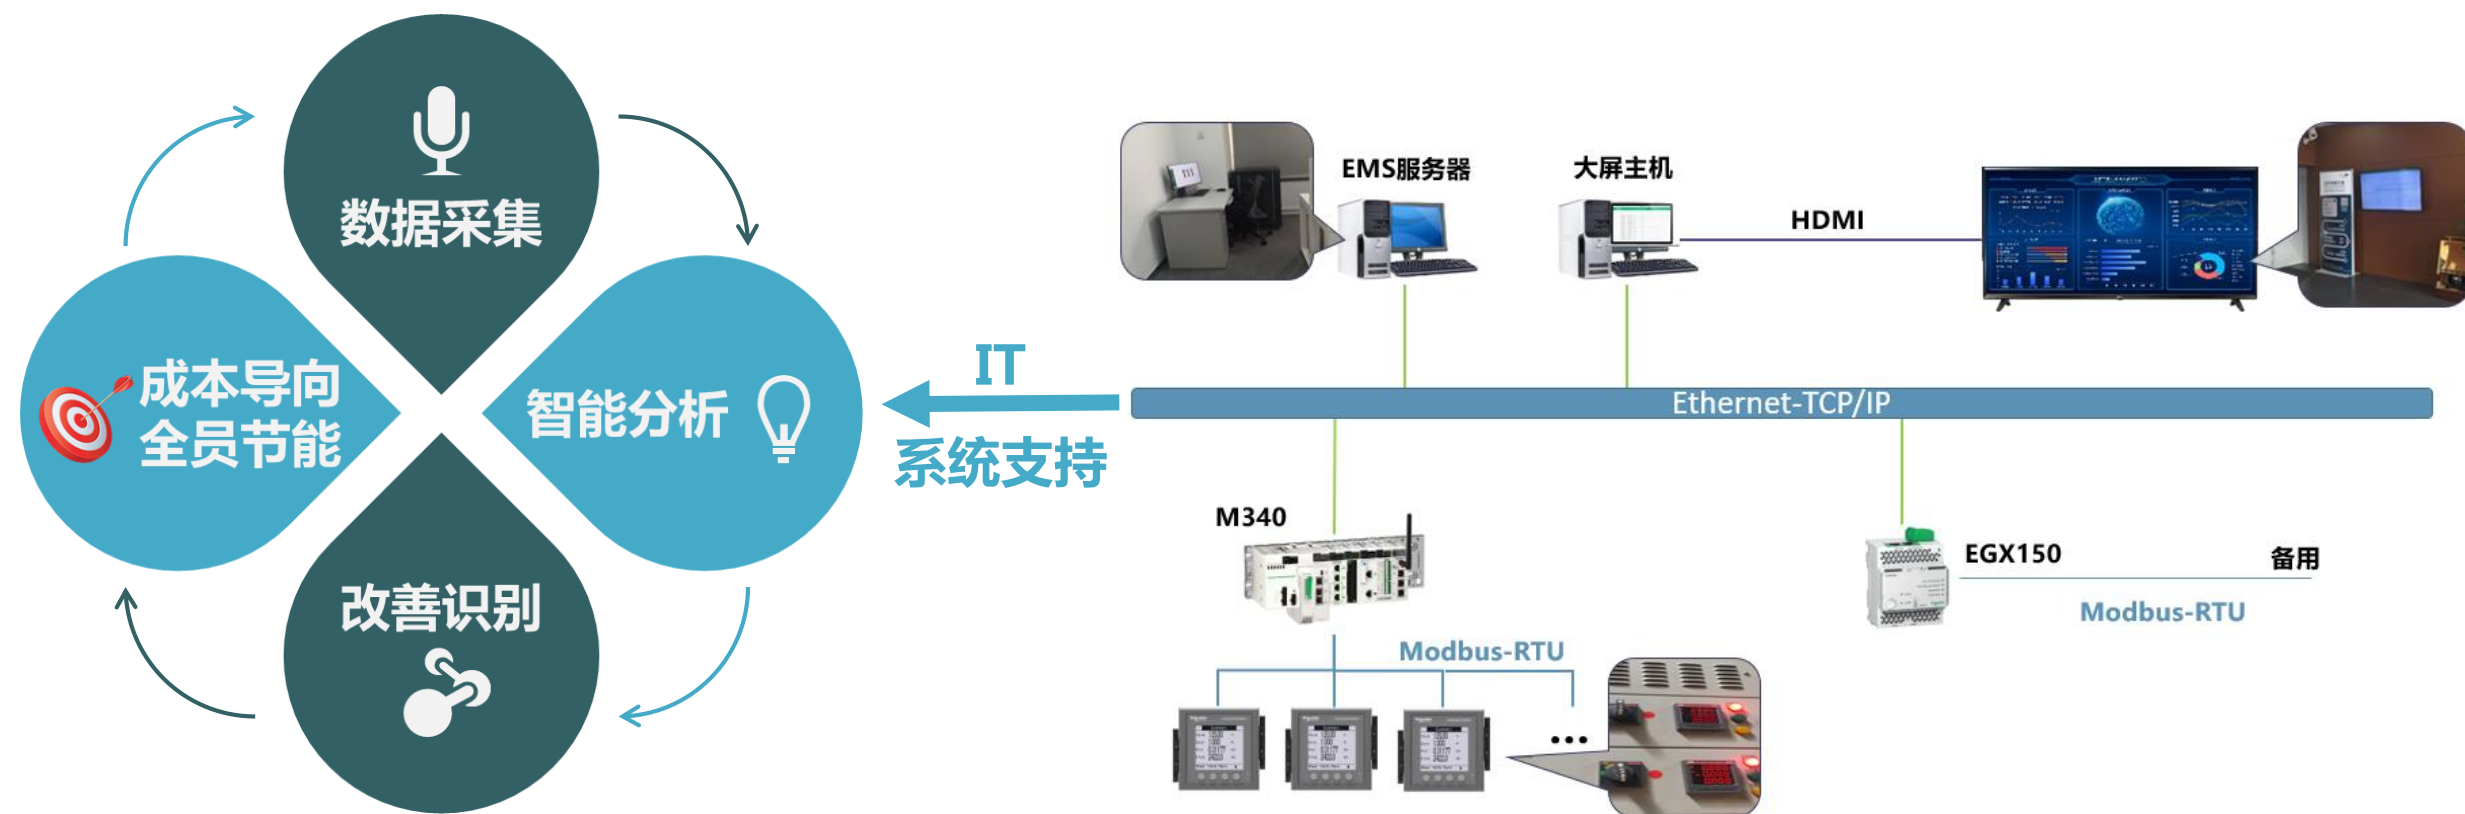 数据采集
成本导向
全员节能
智能分析
改善识别
IT
系统支持
EMS服务器
大屏主机
HDMI
Ethernet-TCP/IP
M340
EGX150
备用
Modbus-RTU
Modbus-RTU
...